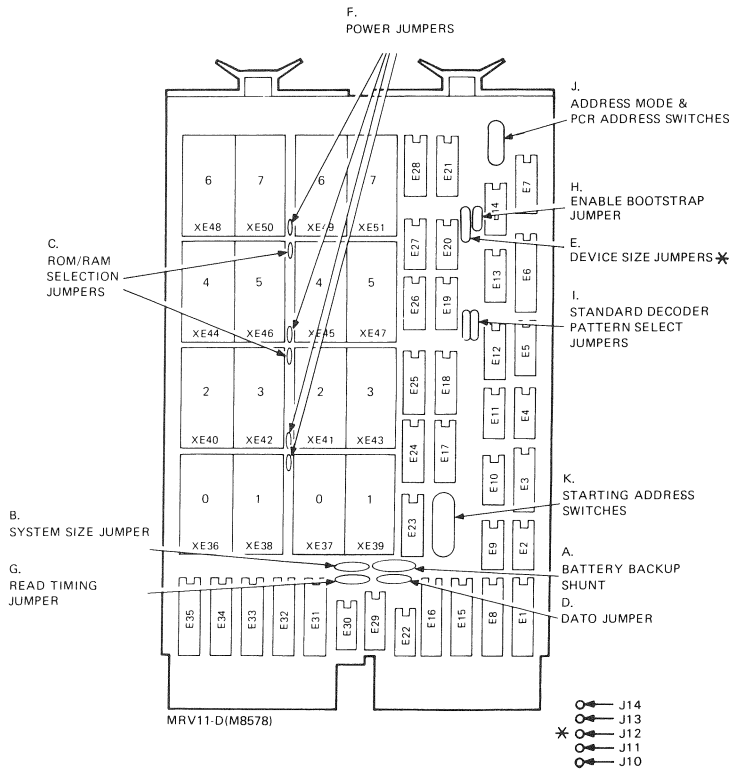 F.
POWER JUMPERS
J.
ADDRESS MODE &
PCR ADDRESS SWITCHES
H.
ENABLE BOOTSTRAP
JUMPER
E.
DEVICE SIZE JUMPERS *
I.
STANDARD DECODER
PATTERN SELECT
JUMPERS
C.
ROM/RAM
SELECTION
JUMPERS
6 7 6 7
XE48 XE50 XE49 XE51
4 5 4 5
XE44 XE46 XE45 XE47
2 3 2 3
XE40 XE42 XE41 XE43
0 1 0 1
XE36 XE38 XE37 XE39
E28 E21 E7
14
E27 E20 E13 E6
E26 E19 E12 E5
E25 E18 E11 E4
E24 E17 E10 E3
E23 E9 E2
K.
STARTING ADDRESS
SWITCHES
B.
SYSTEM SIZE JUMPER
G.
READ TIMING
JUMPER
A.
BATTERY BACKUP
SHUNT
D.
DATO JUMPER
E35 E34 E33 E32 E31 E30 E29 E22 E16 E15 E8 E1
MRV11-D(M8578)
J14
J13
* J12
J11
J10